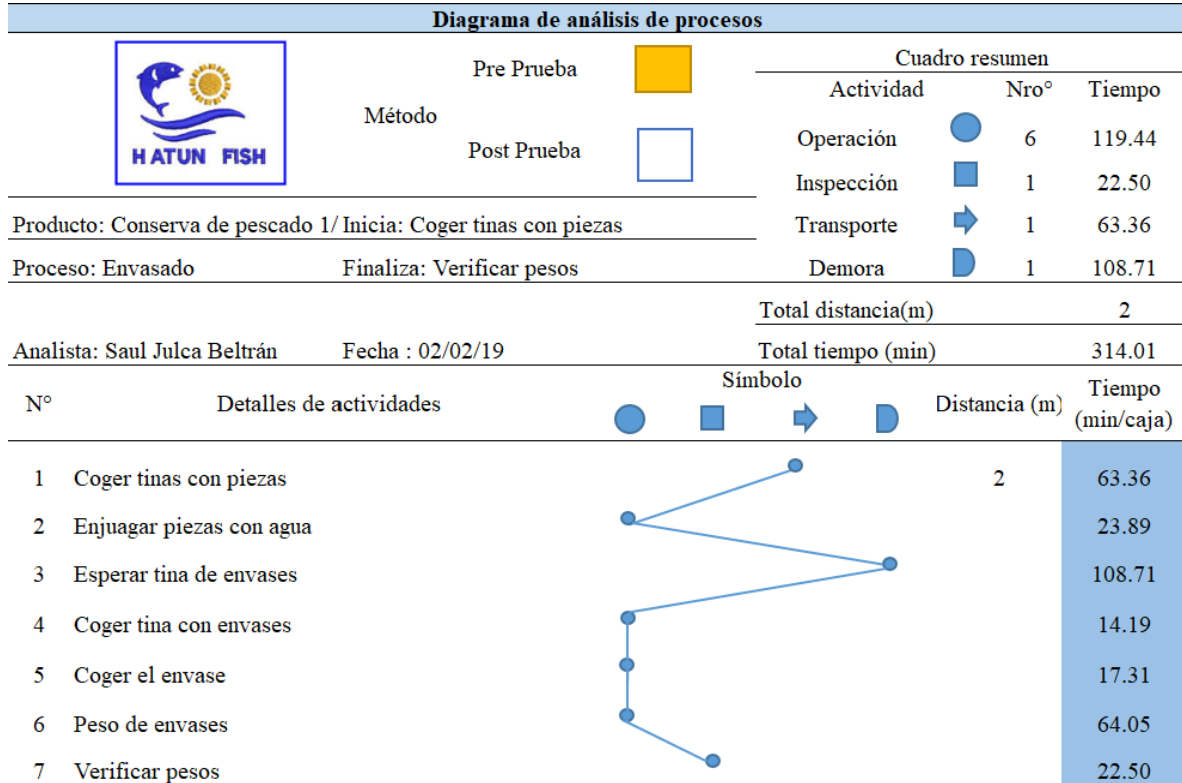 Diagrama de análisis de procesos
HATUN FISH
Método
Pre Prueba
Post Prueba
Cuadro resumen
Actividad Nro° Tiempo
Operación 6 119.44
Inspección 1 22.50
Transporte 1 63.36
Demora 1 108.71
Producto: Conserva de pescado 1/ Inicia: Coger tinas con piezas
Proceso: Envasado Finaliza: Verificar pesos
Total distancia(m) 2
Analista: Saul Julca Beltrán Fecha : 02/02/19 Total tiempo (min) 314.01
N° Detalles de actividades Símbolo Distancia (m) Tiempo (min/caja)
1 Coger tinas con piezas 2 63.36
2 Enjuagar piezas con agua 23.89
3 Esperar tina de envases 108.71
4 Coger tina con envases 14.19
5 Coger el envase 17.31
6 Peso de envases 64.05
7 Verificar pesos 22.50